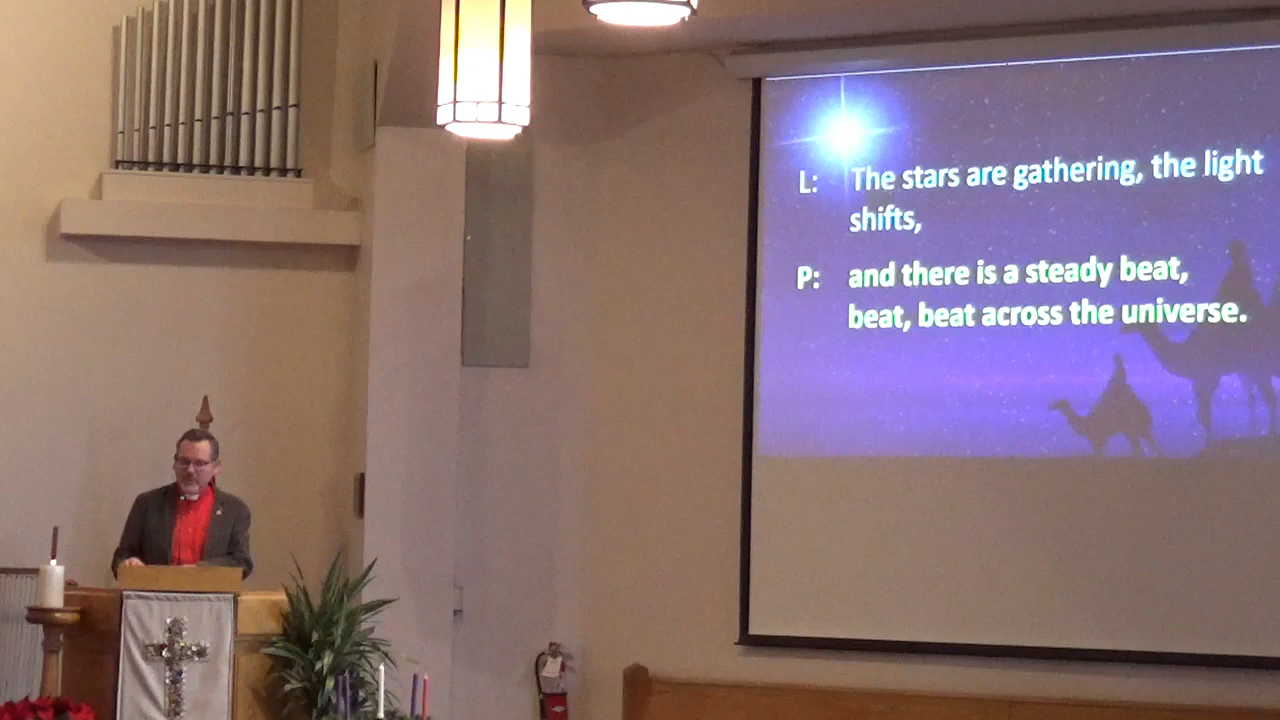 L: The stars are gathering, the light
shifts,
P: and there is a steady beat,
beat, beat across the universe.